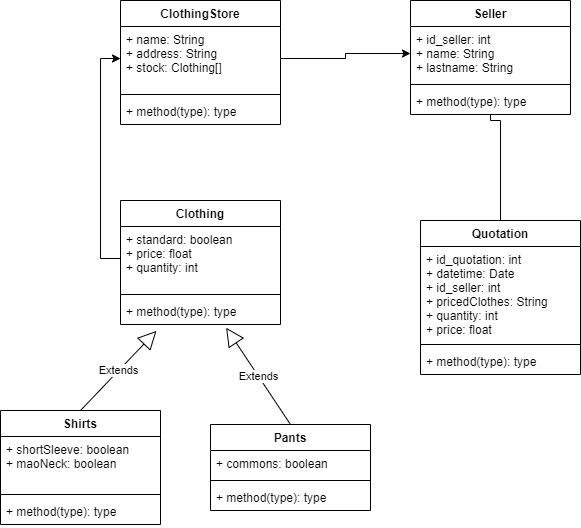 ClothingStore
+ name: String
+ address: String
+ stock: Clothing[]
+ method(type): type
Seller
+ id_seller: int
+ name: String
+ lastname: String
+ method(type): type
Clothing
+ standard: boolean
+ price: float
+ quantity: int
+ method(type): type
Quotation
+ id_quotation: int
+ datetime: Date
+ id_seller: int
+ pricedClothes: String
+ quantity: int
+ price: float
+ method(type): type
Extends
Extends
Shirts
+ shortSleeve: boolean
+ maoNeck: boolean
+ method(type): type
Pants
+ commons: boolean
+ method(type): type